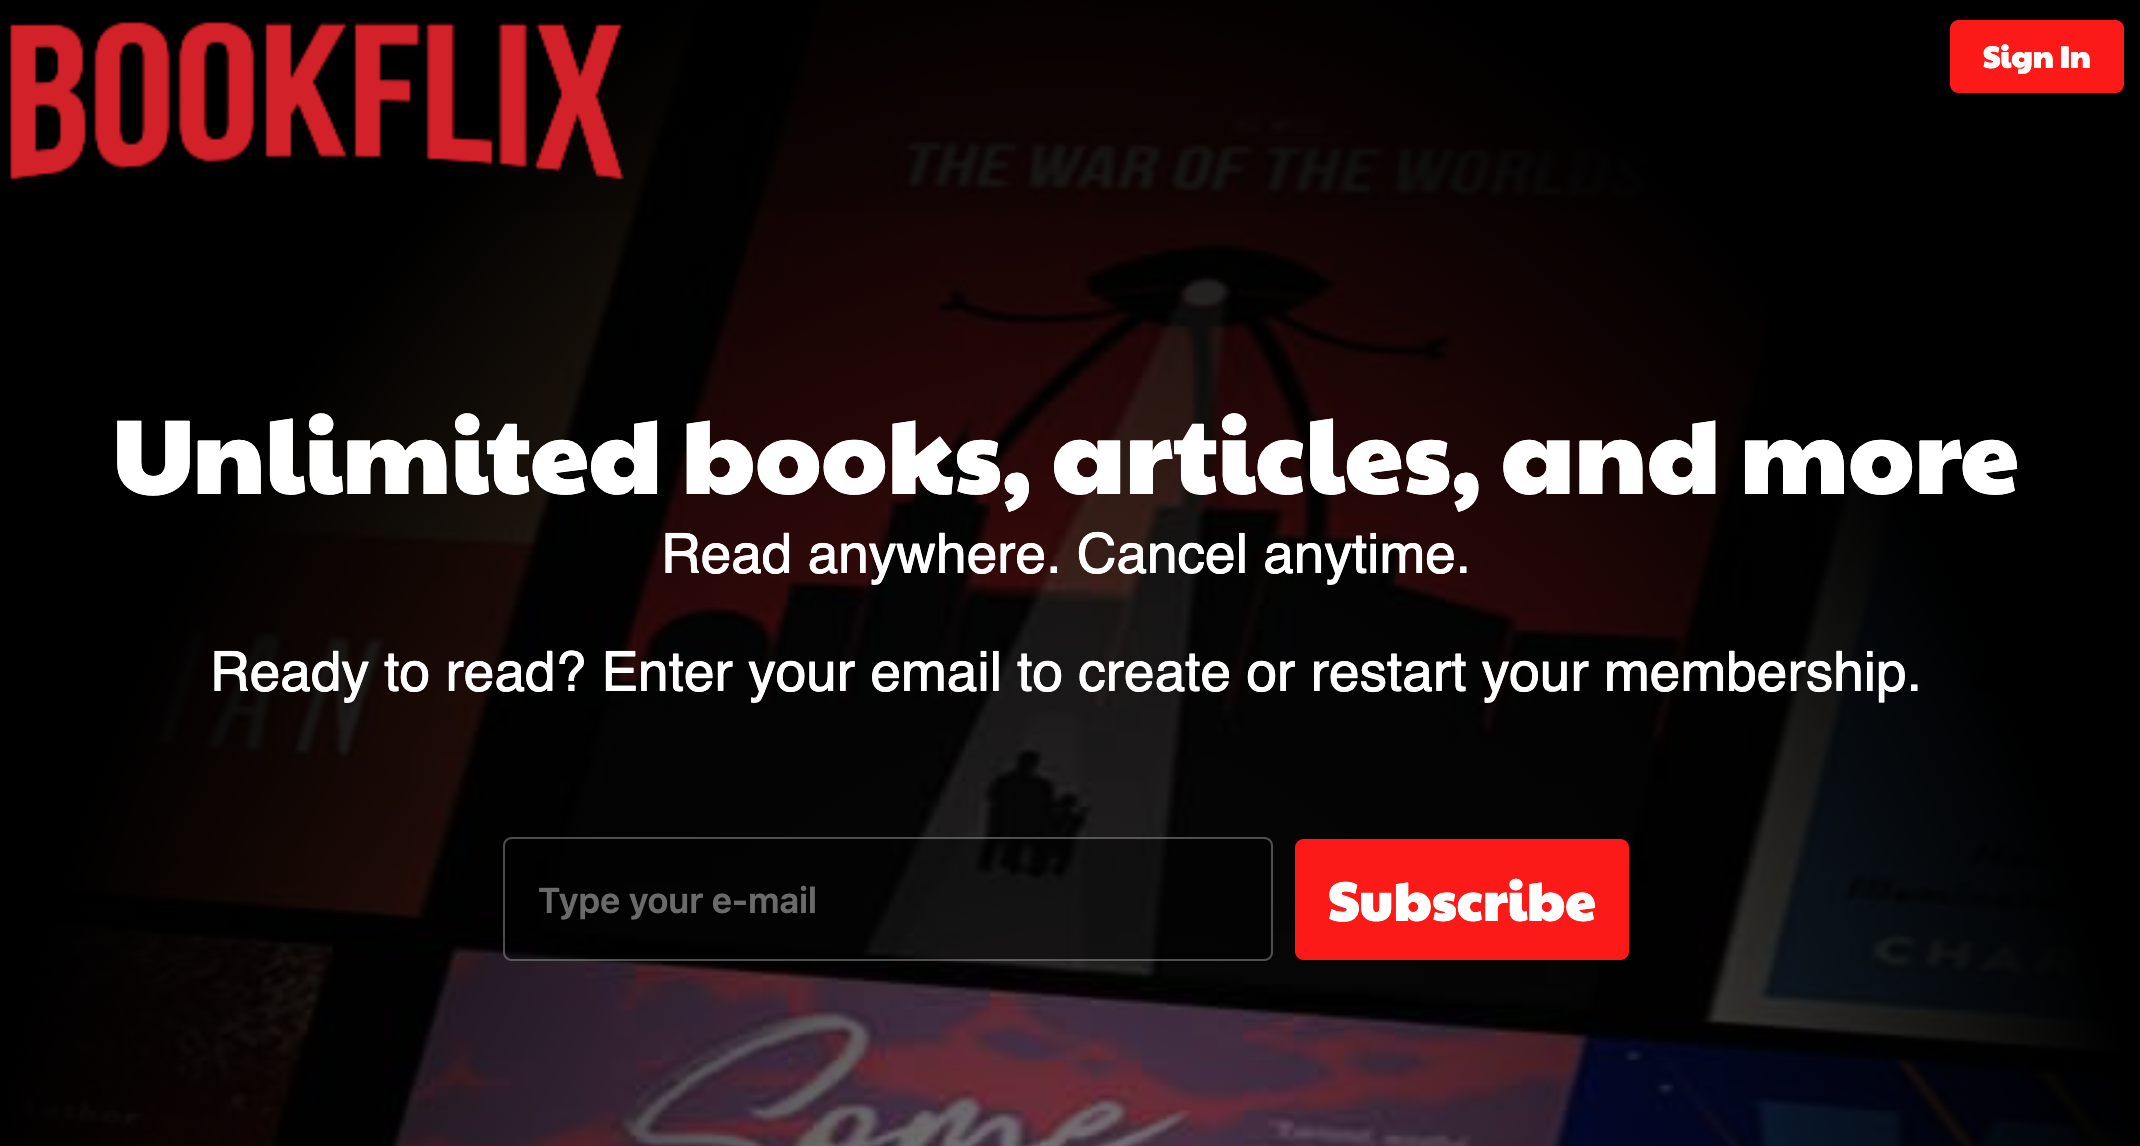 BOOKFLIX
Sign In
THE WAR OF THE WORLDS
Unlimited books, articles, and more
Read anywhere. Cancel anytime.
Ready to read? Enter your email to create or restart your membership.
Type your e-mail
Subscribe
Some